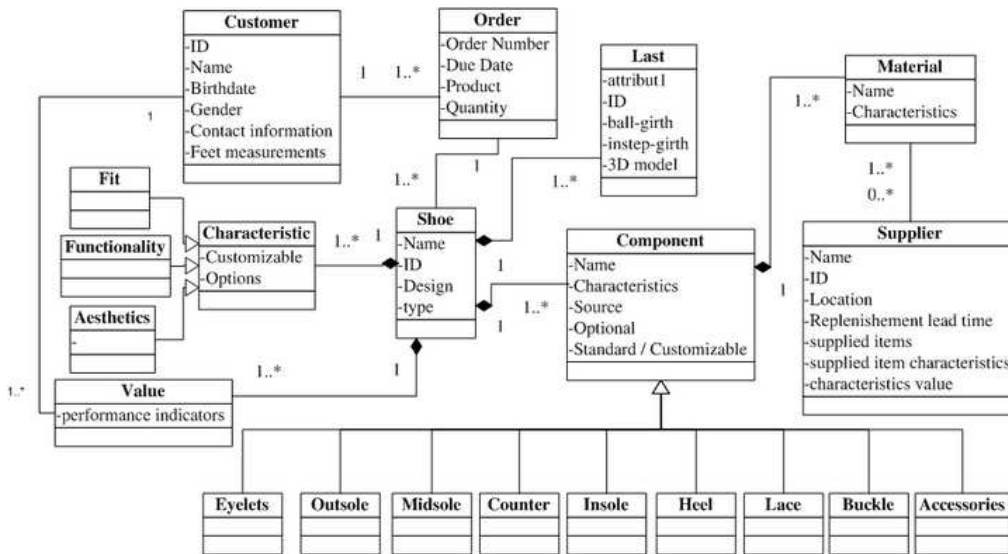 Customer
-ID
-Name
-Birthdate
-Gender
-Contact information
-Feet measurements
1
1..*
Order
-Order Number
-Due Date
-Product
-Quantity
Last
-attribut1
-ID
-ball-girth
-instep-girth
-3D model
1..*
Material
-Name
-Characteristics
1
1
1..*
1..*
1..*
0..*
Fit
Functionality
Aesthetics
-
Characteristic
-Customizable
-Options
1..*
1
Shoe
-Name
-ID
-Design
-type
1
1..*
1
Component
-Name
-Characteristics
-Source
-Optional
-Standard / Customizable
1
Supplier
-Name
-ID
-Location
-Replenishement lead time
-supplied items
-supplied item characteristics
-characteristics value
1..*
1
1..*
Value
-performance indicators
Eyelets
Outsole
Midsole
Counter
Insole
Heel
Lace
Buckle
Accessories